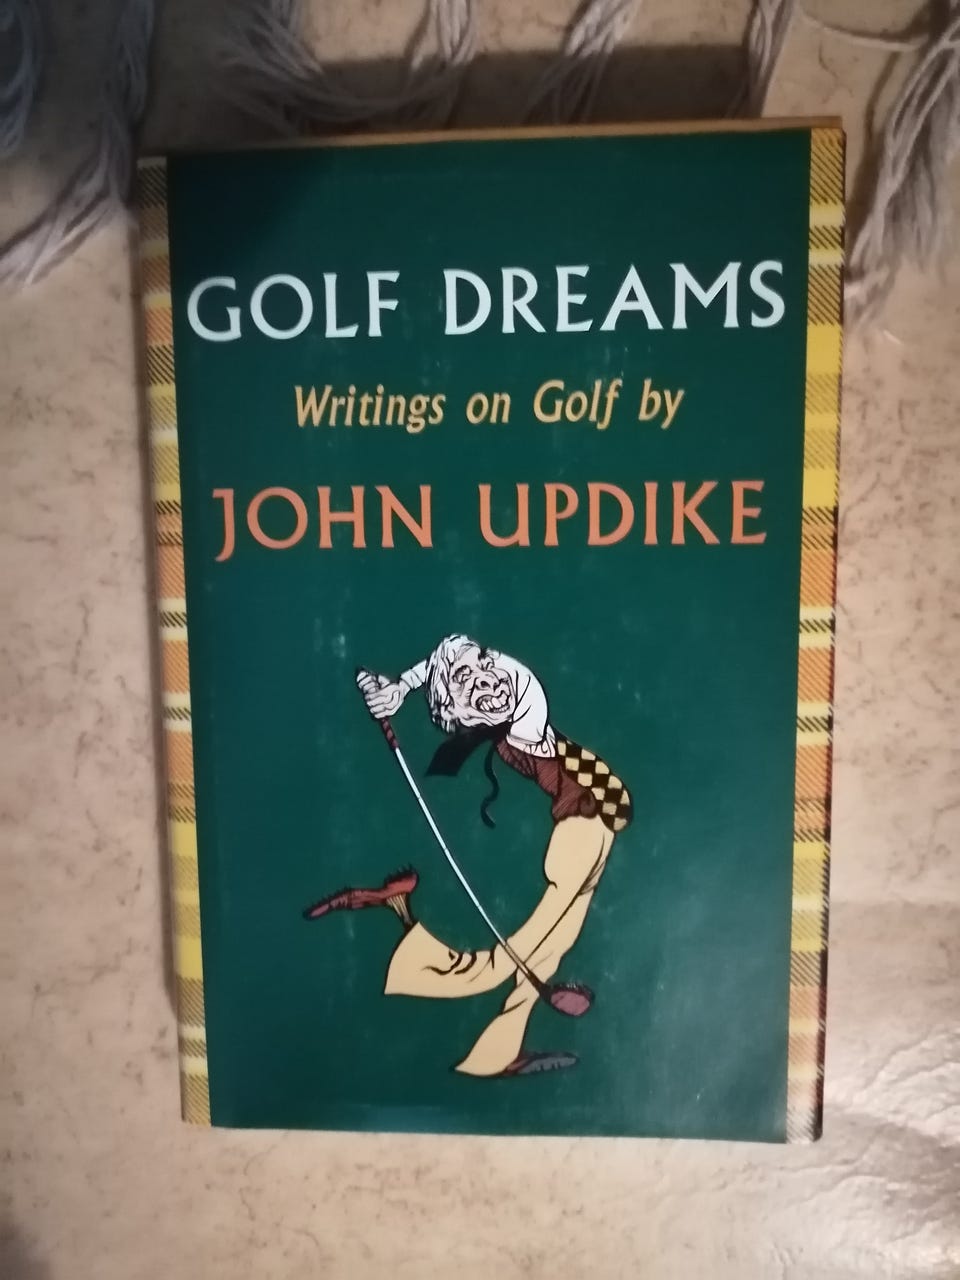 GOLF DREAMS
Writings on Golf by
JOHN UPDIKE